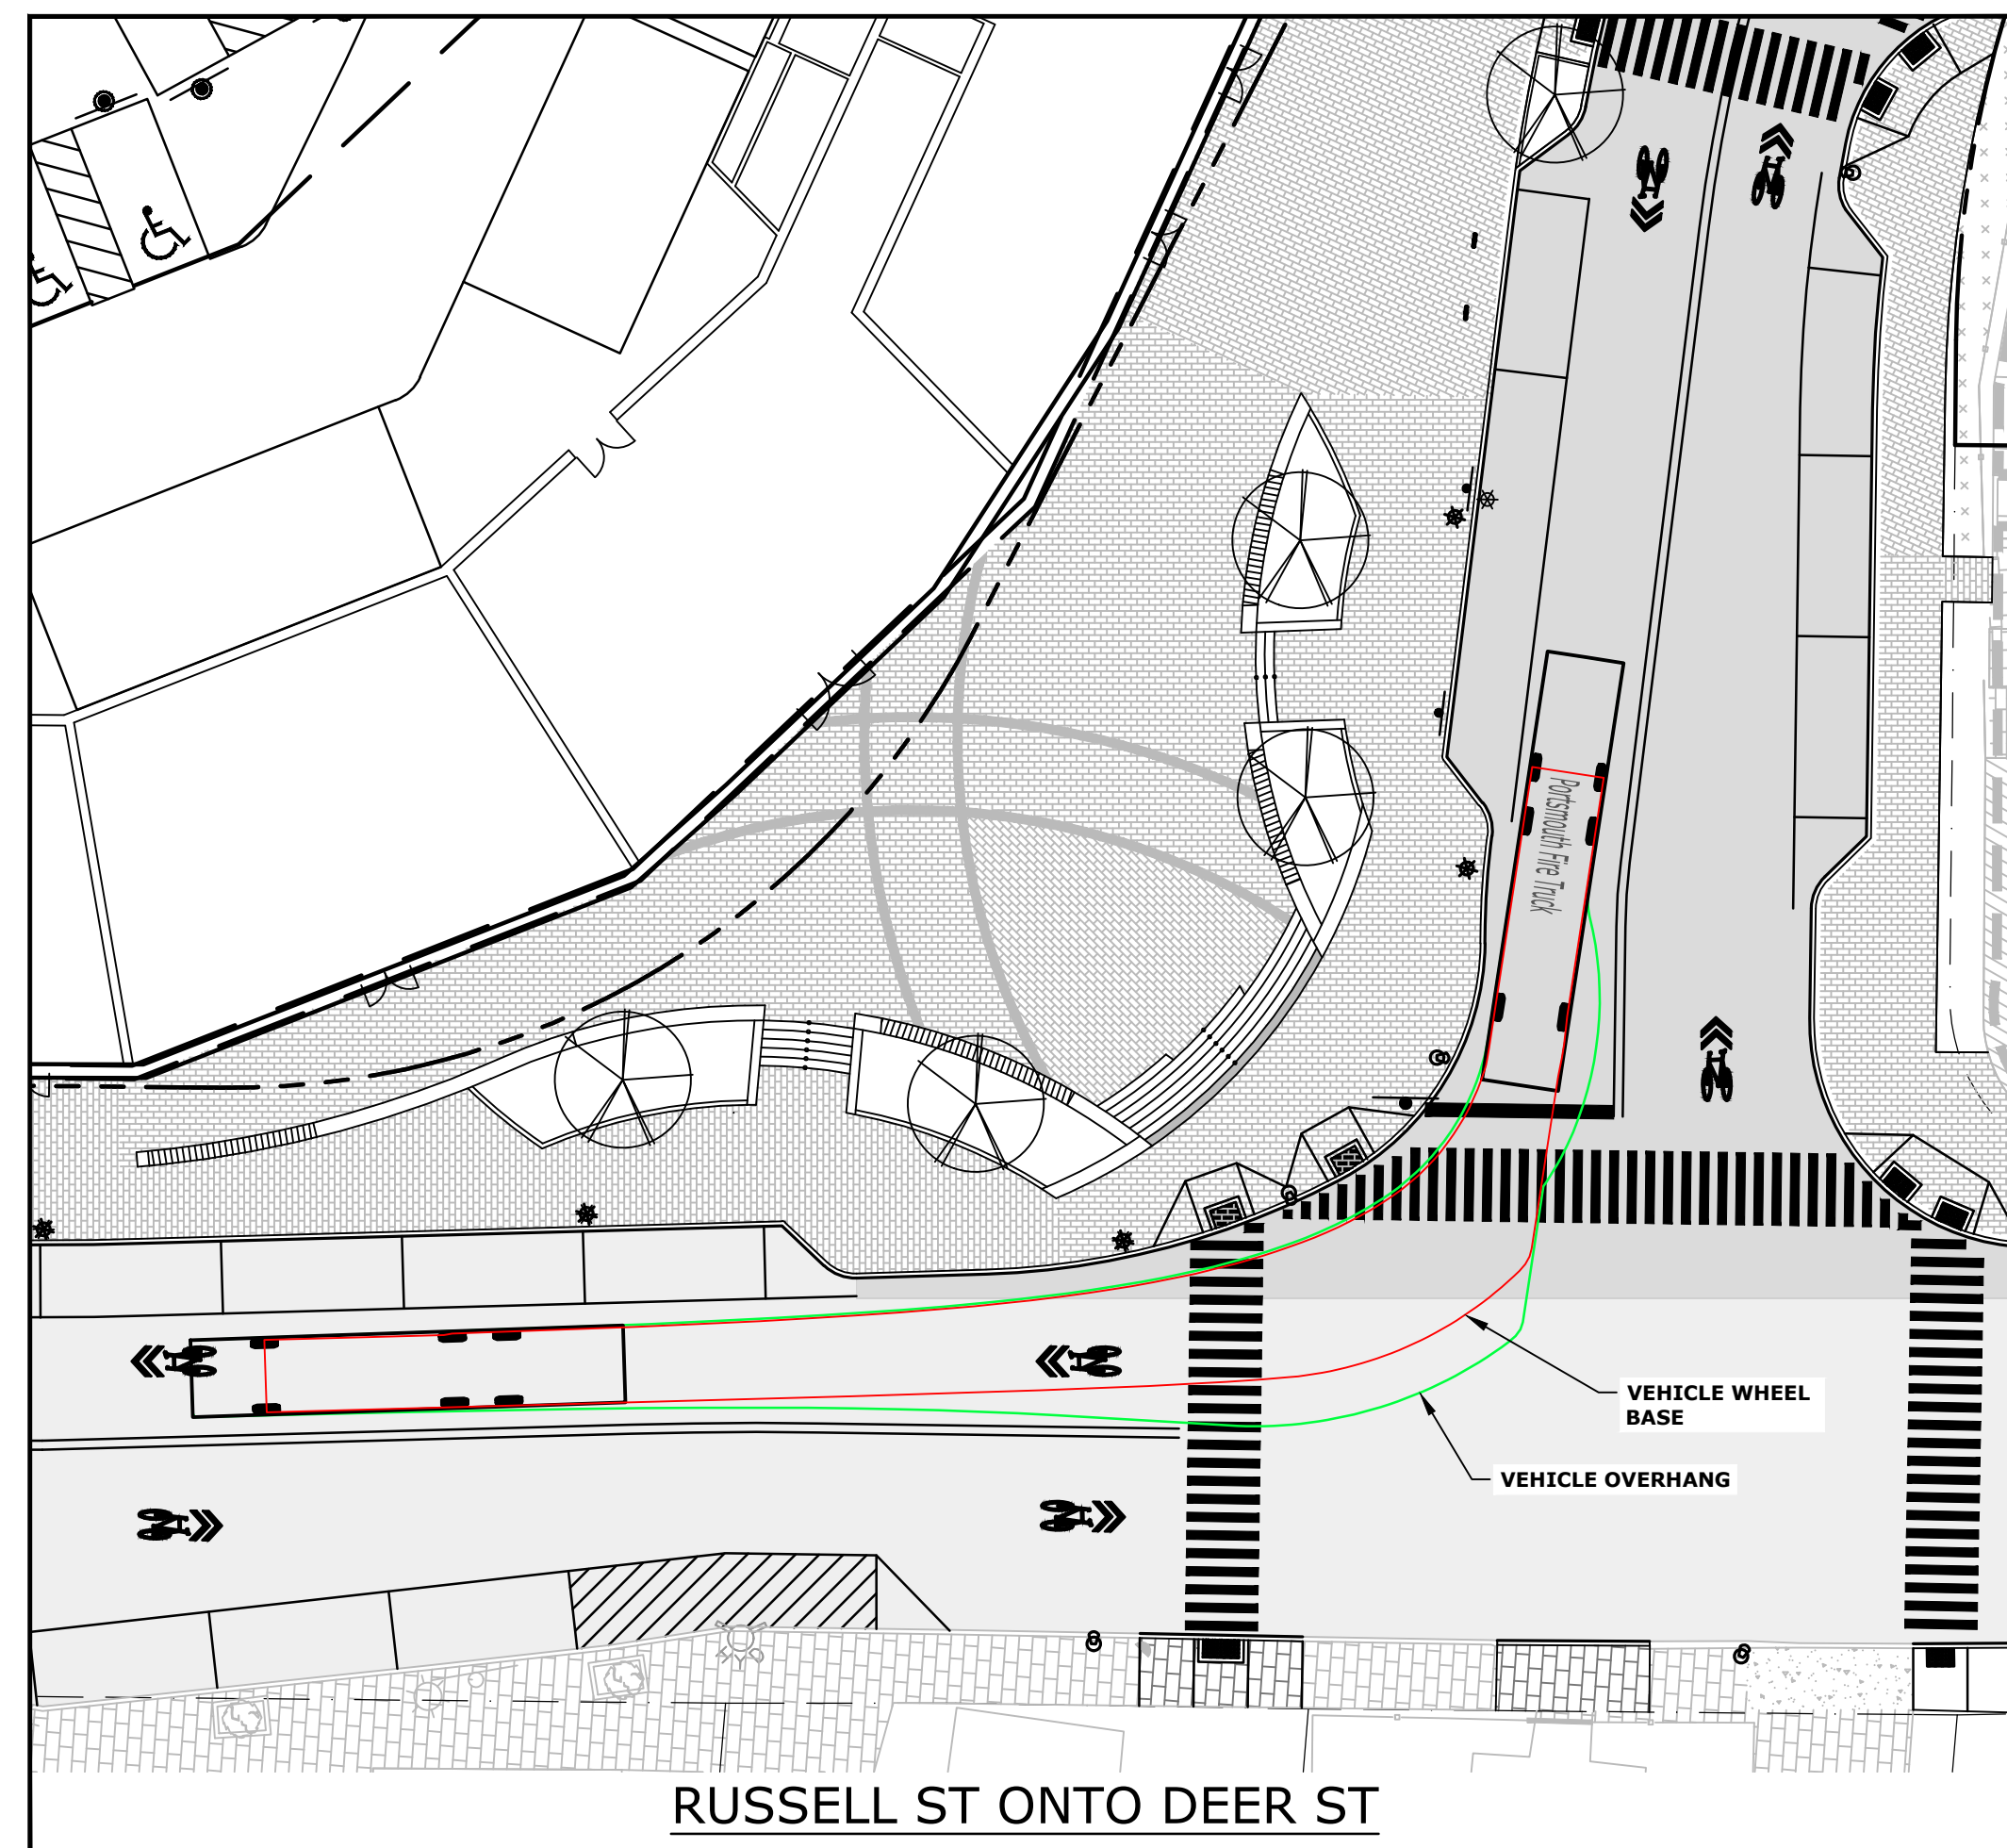 Portsmouth Fire Truck
VEHICLE WHEEL
BASE
VEHICLE OVERHANG
RUSSELL ST ONTO DEER ST